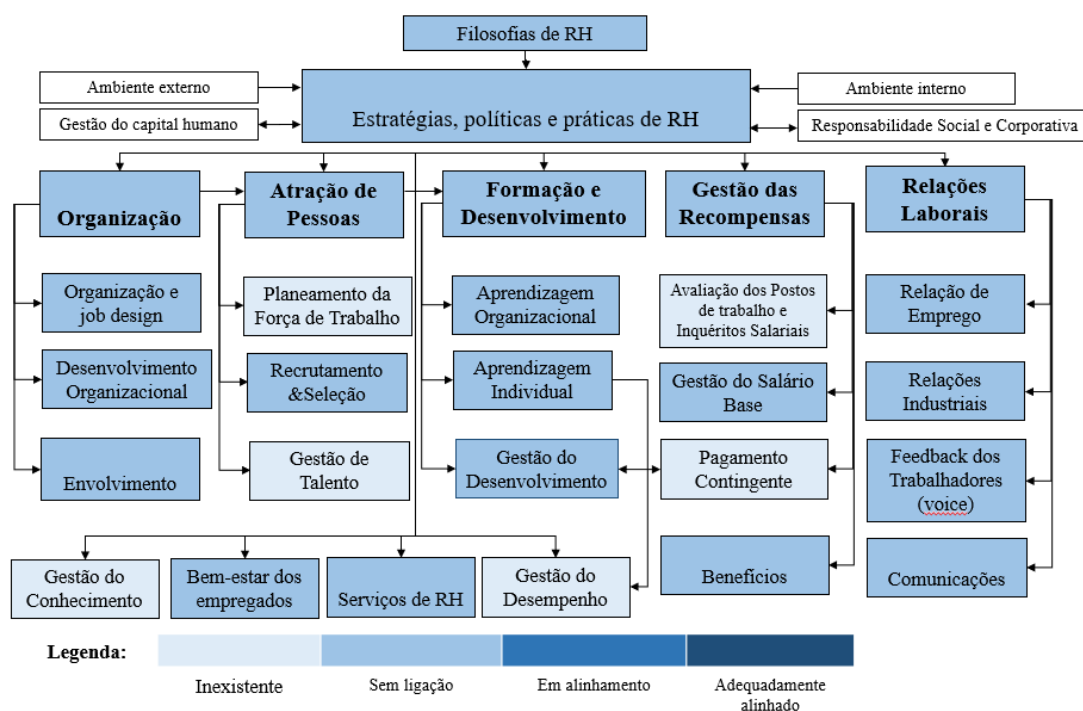 Filosofias de RH
Ambiente externo
Ambiente interno
Estratégias, políticas e práticas de RH
Gestão do capital humano
Responsabilidade Social e Corporativa
Organização
Atração de
Pessoas
Formação e
Desenvolvimento
Gestão das
Recompensas
Relações
Laborais
Organização e
job design
Planeamento da
Força de Trabalho
Aprendizagem
Organizacional
Avaliação dos Postos
de trabalho e
Inquéritos Salariais
Relação de
Emprego
Desenvolvimento
Organizacional
Recrutamento
&Seleção
Aprendizagem
Individual
Gestão do Salário
Base
Relações
Industriais
Envolvimento
Gestão de
Talento
Gestão do
Desenvolvimento
Pagamento
Contingente
Feedback dos
Trabalhadores
(voice)
Gestão do
Conhecimento
Bem-estar dos
empregados
Serviços de RH
Gestão do
Desempenho
Benefícios
Comunicações
Legenda:
Inexistente
Sem ligação
Em alinhamento
Adequadamente
alinhado